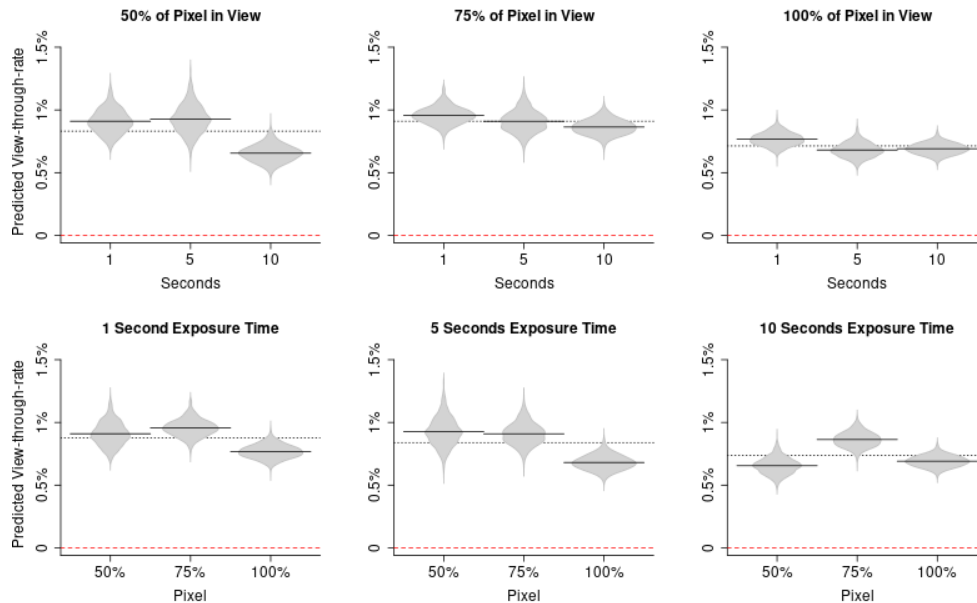 50% of Pixel in View
75% of Pixel in View
100% of Pixel in View
Predicted View-through-rate
1.5%
1%
0.5%
0
1.5%
1%
0.5%
0
1.5%
1%
0.5%
0
1 5 10
1 5 10
1 5 10
Seconds
Seconds
Seconds
1 Second Exposure Time
5 Seconds Exposure Time
10 Seconds Exposure Time
Predicted View-through-rate
1.5%
1%
0.5%
0
1.5%
1%
0.5%
0
1.5%
1%
0.5%
0
50% 75% 100%
50% 75% 100%
50% 75% 100%
Pixel
Pixel
Pixel